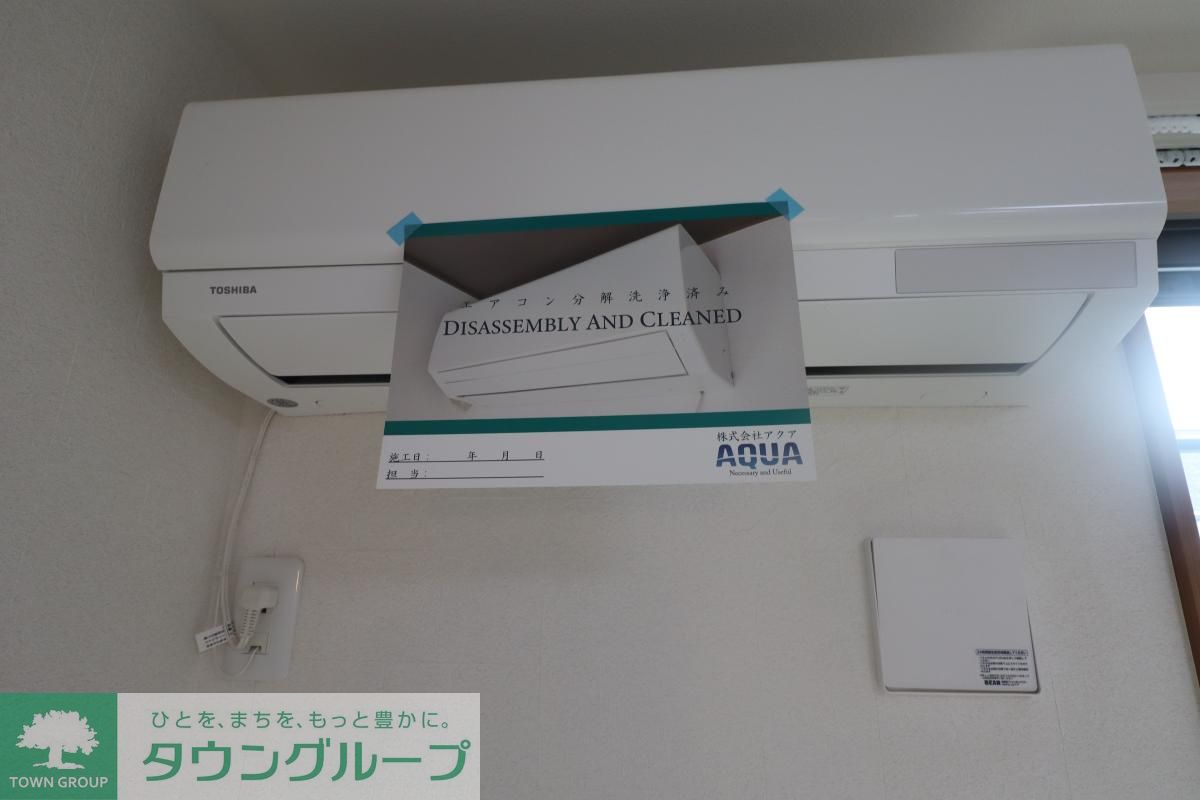 TOSHIBA
エアコン分解洗浄済み
DISASSEMBLY AND CLEANED
株式会社アクア
AQUA
Necessary and Useful
施工日: 年 月 日
担 当:
BEAR
ひとを、まちを、もっと豊かに。
タウングループ
TOWN GROUP